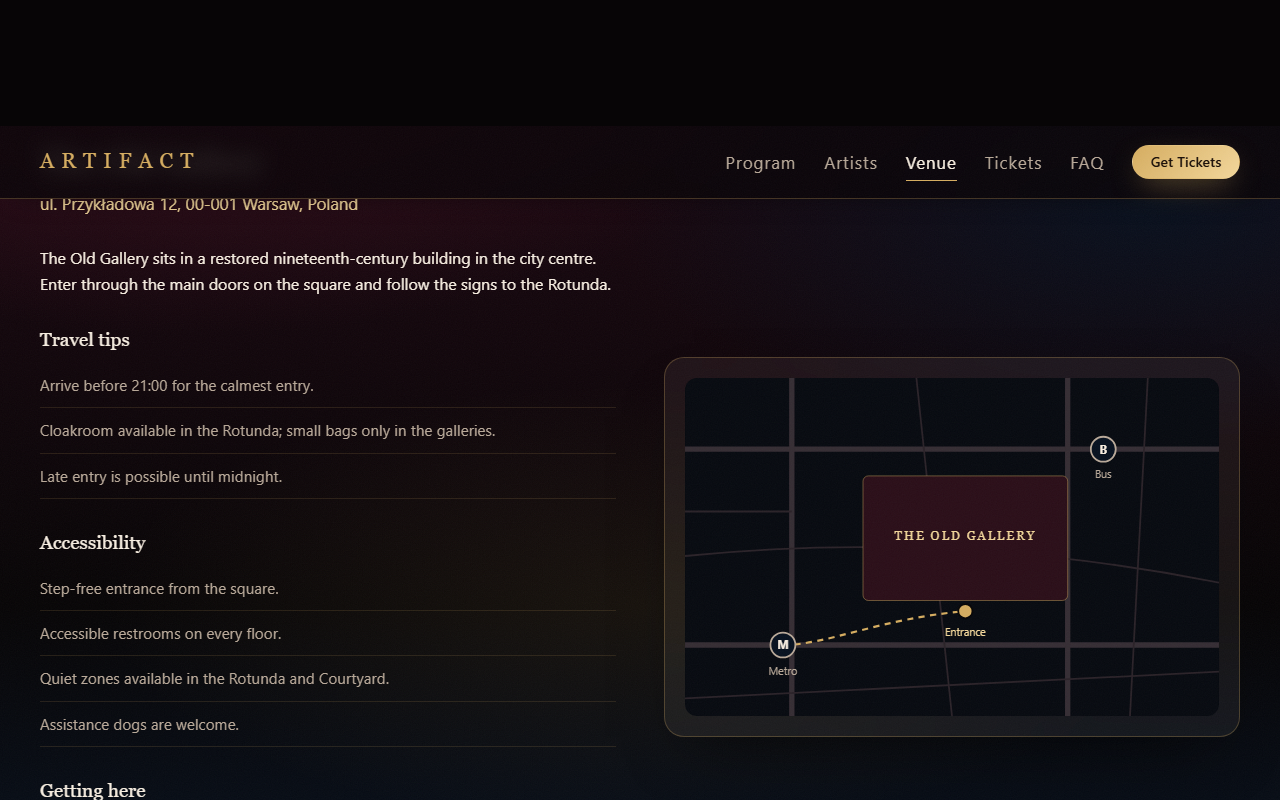 ARTIFACT
Program
Artists
Venue
Tickets
FAQ
Get Tickets
ul. Przykładowa 12, 00-001 Warsaw, Poland
The Old Gallery sits in a restored nineteenth-century building in the city centre.
Enter through the main doors on the square and follow the signs to the Rotunda.
Travel tips
Arrive before 21:00 for the calmest entry.
Cloakroom available in the Rotunda; small bags only in the galleries.
Late entry is possible until midnight.
Accessibility
Step-free entrance from the square.
Accessible restrooms on every floor.
Quiet zones available in the Rotunda and Courtyard.
Assistance dogs are welcome.
Getting here
B
Bus
THE OLD GALLERY
Entrance
M
Metro